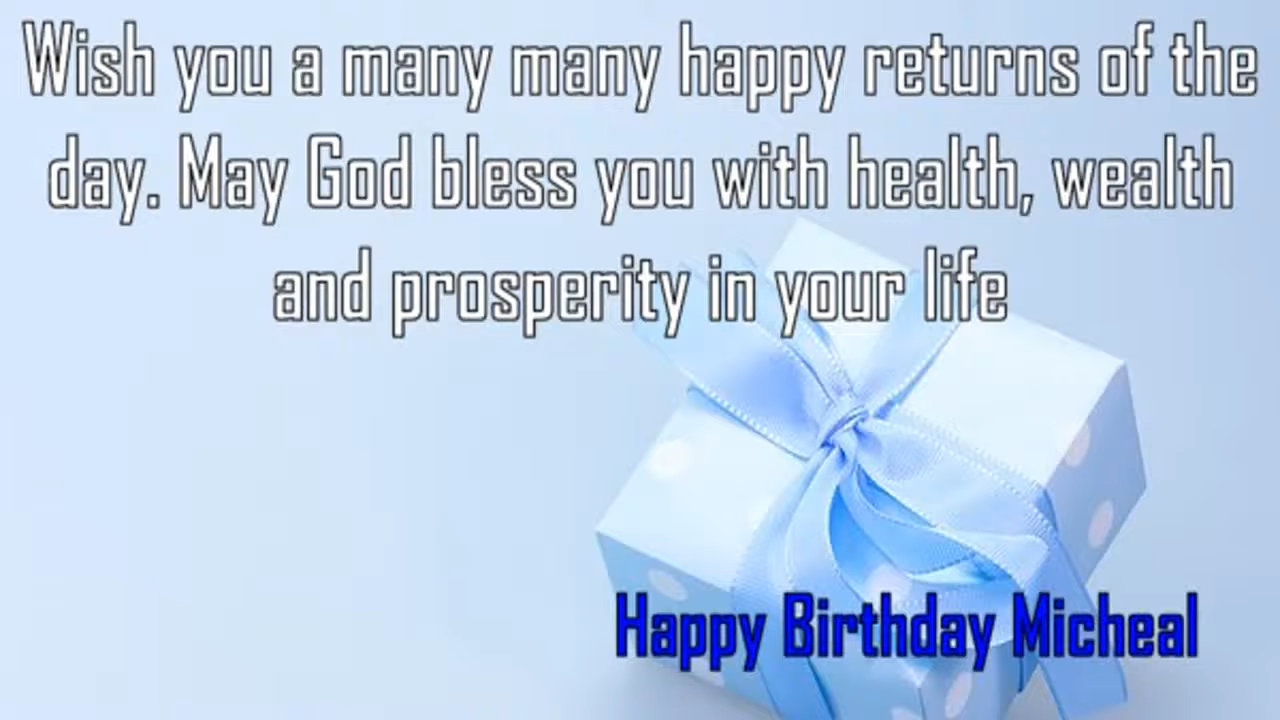 Wish you a many many happy returns of the
day. May God bless you with health, wealth
and prosperity in your life
Happy Birthday Micheal